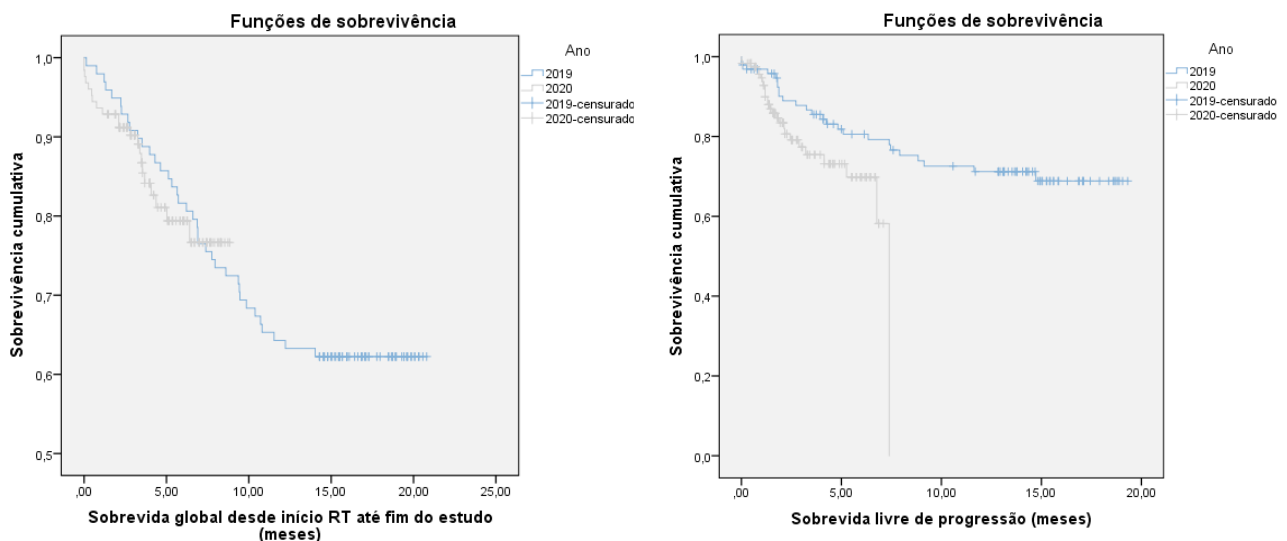 Funções de sobrevivência
Ano
2019
2020
2019-censurado
2020-censurado
1,0
0,9
0,8
0,7
0,6
0,5
Sobrevivência cumulativa
,00
5,00
10,00
15,00
20,00
25,00
Sobrevida global desde início RT até fim do estudo
(meses)
Funções de sobrevivência
Ano
2019
2020
2019-censurado
2020-censurado
1,0
0,8
0,6
0,4
0,2
0,0
Sobrevivência cumulativa
,00
5,00
10,00
15,00
20,00
Sobrevida livre de progressão (meses)